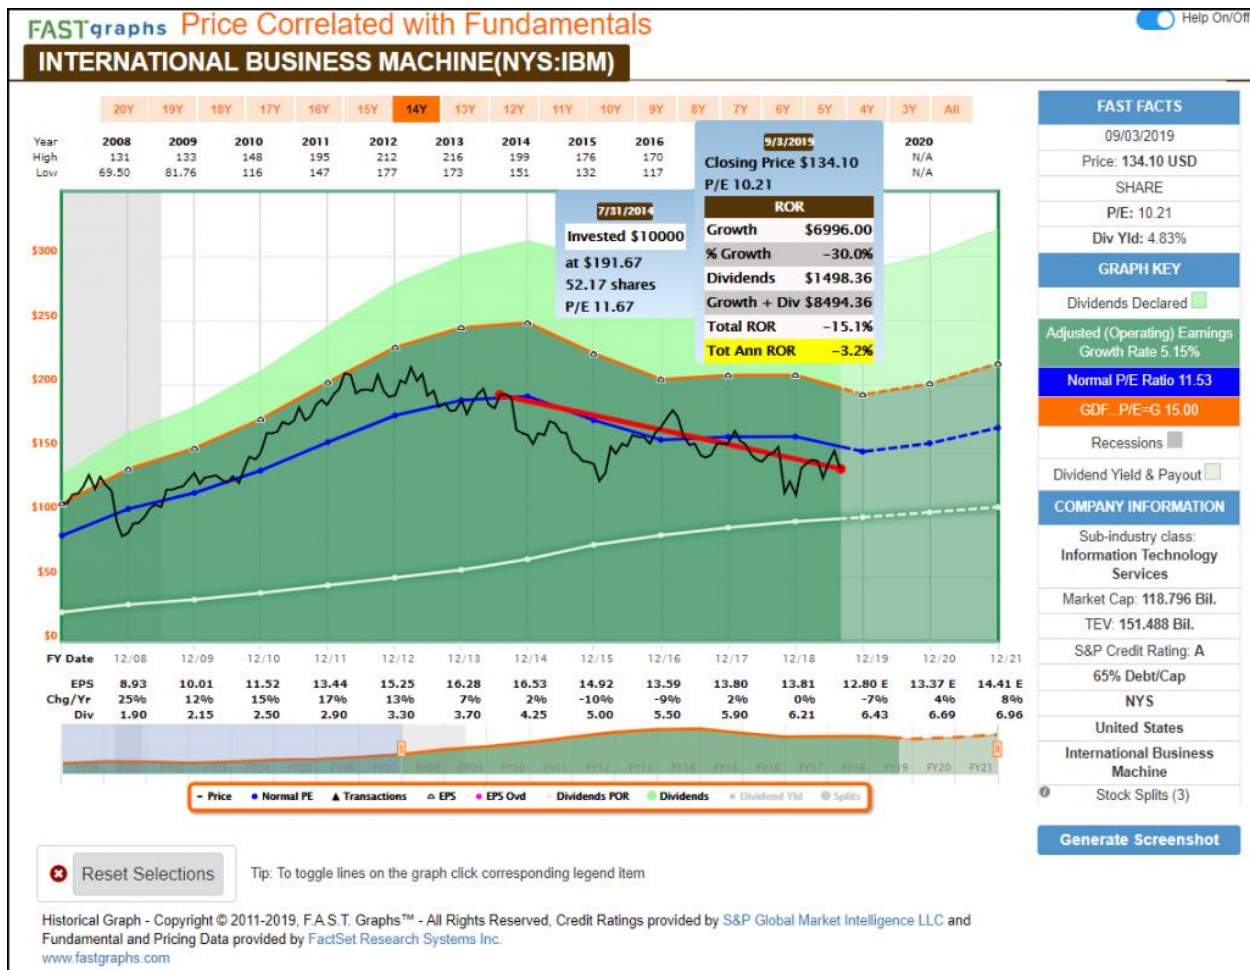 FASTgraphs Price Correlated with Fundamentals
Help On/Off
INTERNATIONAL BUSINESS MACHINE(NYS:IBM)
20Y 19Y 18Y 17Y 16Y 15Y 14Y 13Y 12Y 11Y 10Y 9Y 8Y 7Y 6Y 5Y 4Y 3Y All
Year 2008 2009 2010 2011 2012 2013 2014 2015 2016 2020
High 131 133 148 195 212 216 199 176 170 N/A
Low 69.50 81.76 116 147 177 173 151 132 117 N/A
7/31/2014
Invested $10000
at $191.67
52.17 shares
P/E 11.67
9/3/2019
Closing Price $134.10
P/E 10.21
ROR
Growth $6996.00
% Growth -30.0%
Dividends $1498.36
Growth + Div $8494.36
Total ROR -15.1%
Tot Ann ROR -3.2%
$300
$250
$200
$150
$100
$50
$0
FY Date 12/08 12/09 12/10 12/11 12/12 12/13 12/14 12/15 12/16 12/17 12/18 12/19 12/20 12/21
EPS 8.93 10.01 11.52 13.44 15.25 16.28 16.53 14.92 13.59 13.80 13.81 12.80 E 13.37 E 14.41 E
Chg/Yr 25% 12% 15% 17% 13% 7% 2% -10% -9% 2% 0% -7% 4% 8%
Div 1.90 2.15 2.50 2.90 3.30 3.70 4.25 5.00 5.50 5.90 6.21 6.43 6.69 6.96
FY04 FY05 FY06 FY07 FY08 FY09 FY10 FY11 FY12 FY13 FY14 FY15 FY16 FY17 FY18 FY19 FY20 FY21
Price Normal PE Transactions EPS EPS Ovd Dividends POR Dividends Dividend Yld Splits
Reset Selections
Tip: To toggle lines on the graph click corresponding legend item
Historical Graph - Copyright © 2011-2019, F.A.S.T. Graphs™ - All Rights Reserved, Credit Ratings provided by S&P Global Market Intelligence LLC and
Fundamental and Pricing Data provided by FactSet Research Systems Inc.
www.fastgraphs.com
FAST FACTS
09/03/2019
Price: 134.10 USD
SHARE
P/E: 10.21
Div Yld: 4.83%
GRAPH KEY
Dividends Declared
Adjusted (Operating) Earnings
Growth Rate 5.15%
Normal P/E Ratio 11.53
GDF...P/E=G 15.00
Recessions
Dividend Yield & Payout
COMPANY INFORMATION
Sub-industry class:
Information Technology
Services
Market Cap: 118.796 Bil.
TEV: 151.488 Bil.
S&P Credit Rating: A
65% Debt/Cap
NYS
United States
International Business
Machine
Stock Splits (3)
Generate Screenshot